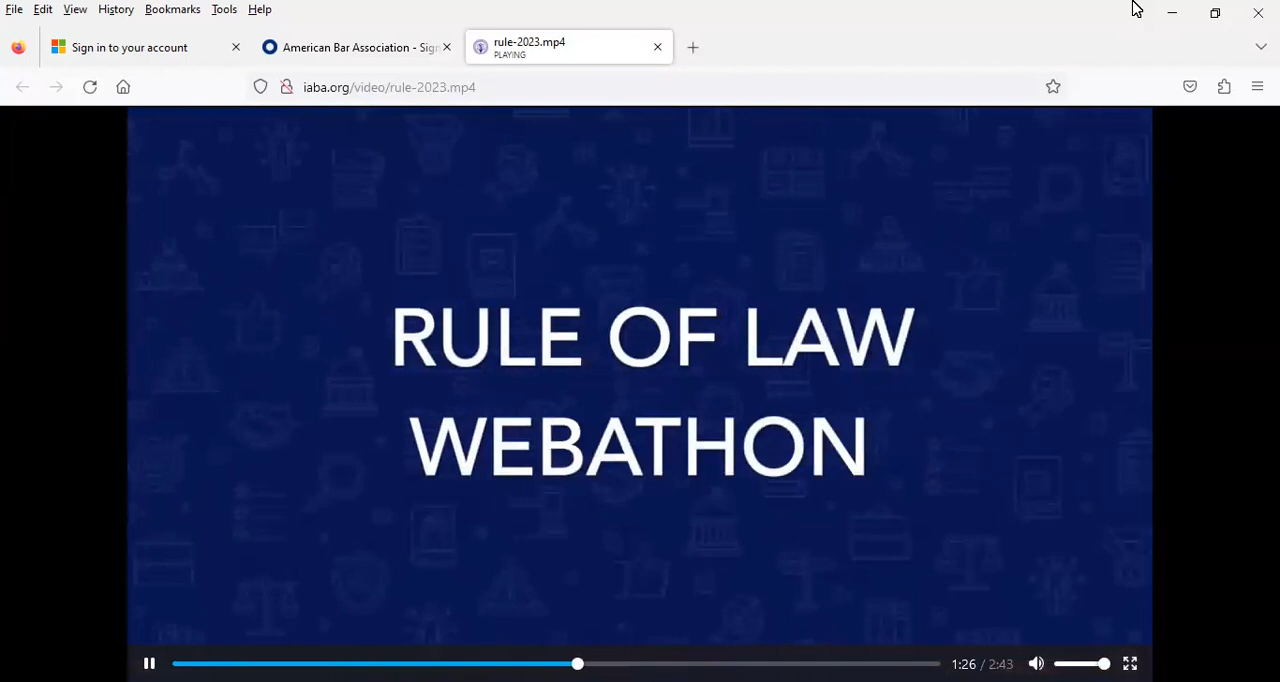 File Edit View History Bookmarks Tools Help
Sign in to your account
American Bar Association - Sig
rule-2023.mp4
PLAYING
iaba.org/video/rule-2023.mp4
RULE OF LAW
WEBATHON
1:26 / 2:43